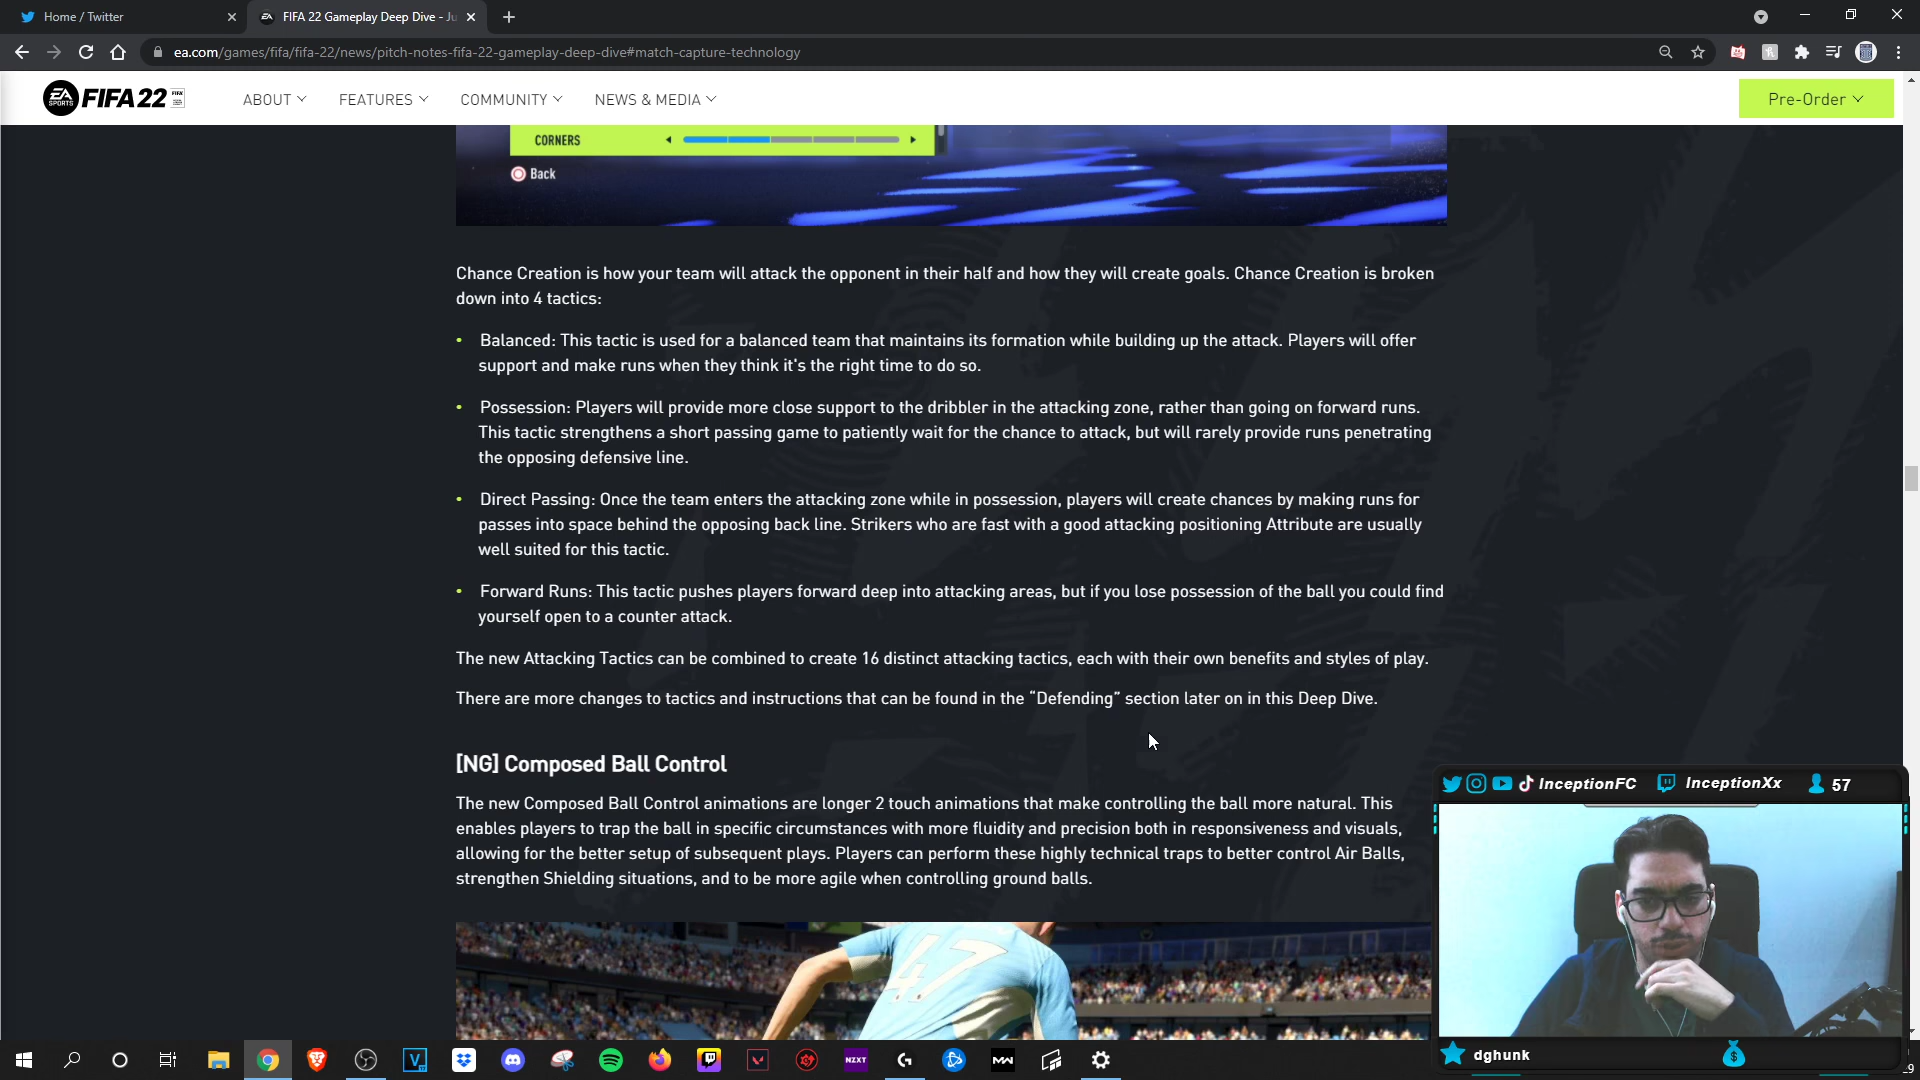 Home / Twitter
FIFA 22 Gameplay Deep Dive - Ju
ea.com/games/fifa/fifa-22/news/pitch-notes-fifa-22-gameplay-deep-dive#match-capture-technology
EA SPORTS FIFA 22
ABOUT
FEATURES
COMMUNITY
NEWS & MEDIA
Pre-Order
CORNERS
Back
Chance Creation is how your team will attack the opponent in their half and how they will create goals. Chance Creation is broken
down into 4 tactics:
• Balanced: This tactic is used for a balanced team that maintains its formation while building up the attack. Players will offer
support and make runs when they think it's the right time to do so.
• Possession: Players will provide more close support to the dribbler in the attacking zone, rather than going on forward runs.
This tactic strengthens a short passing game to patiently wait for the chance to attack, but will rarely provide runs penetrating
the opposing defensive line.
• Direct Passing: Once the team enters the attacking zone while in possession, players will create chances by making runs for
passes into space behind the opposing back line. Strikers who are fast with a good attacking positioning Attribute are usually
well suited for this tactic.
• Forward Runs: This tactic pushes players forward deep into attacking areas, but if you lose possession of the ball you could find
yourself open to a counter attack.
The new Attacking Tactics can be combined to create 16 distinct attacking tactics, each with their own benefits and styles of play.
There are more changes to tactics and instructions that can be found in the “Defending” section later on in this Deep Dive.
[NG] Composed Ball Control
The new Composed Ball Control animations are longer 2 touch animations that make controlling the ball more natural. This
enables players to trap the ball in specific circumstances with more fluidity and precision both in responsiveness and visuals,
allowing for the better setup of subsequent plays. Players can perform these highly technical traps to better control Air Balls,
strengthen Shielding situations, and to be more agile when controlling ground balls.
47
InceptionFC
InceptionXx
57
dghunk
NZXT